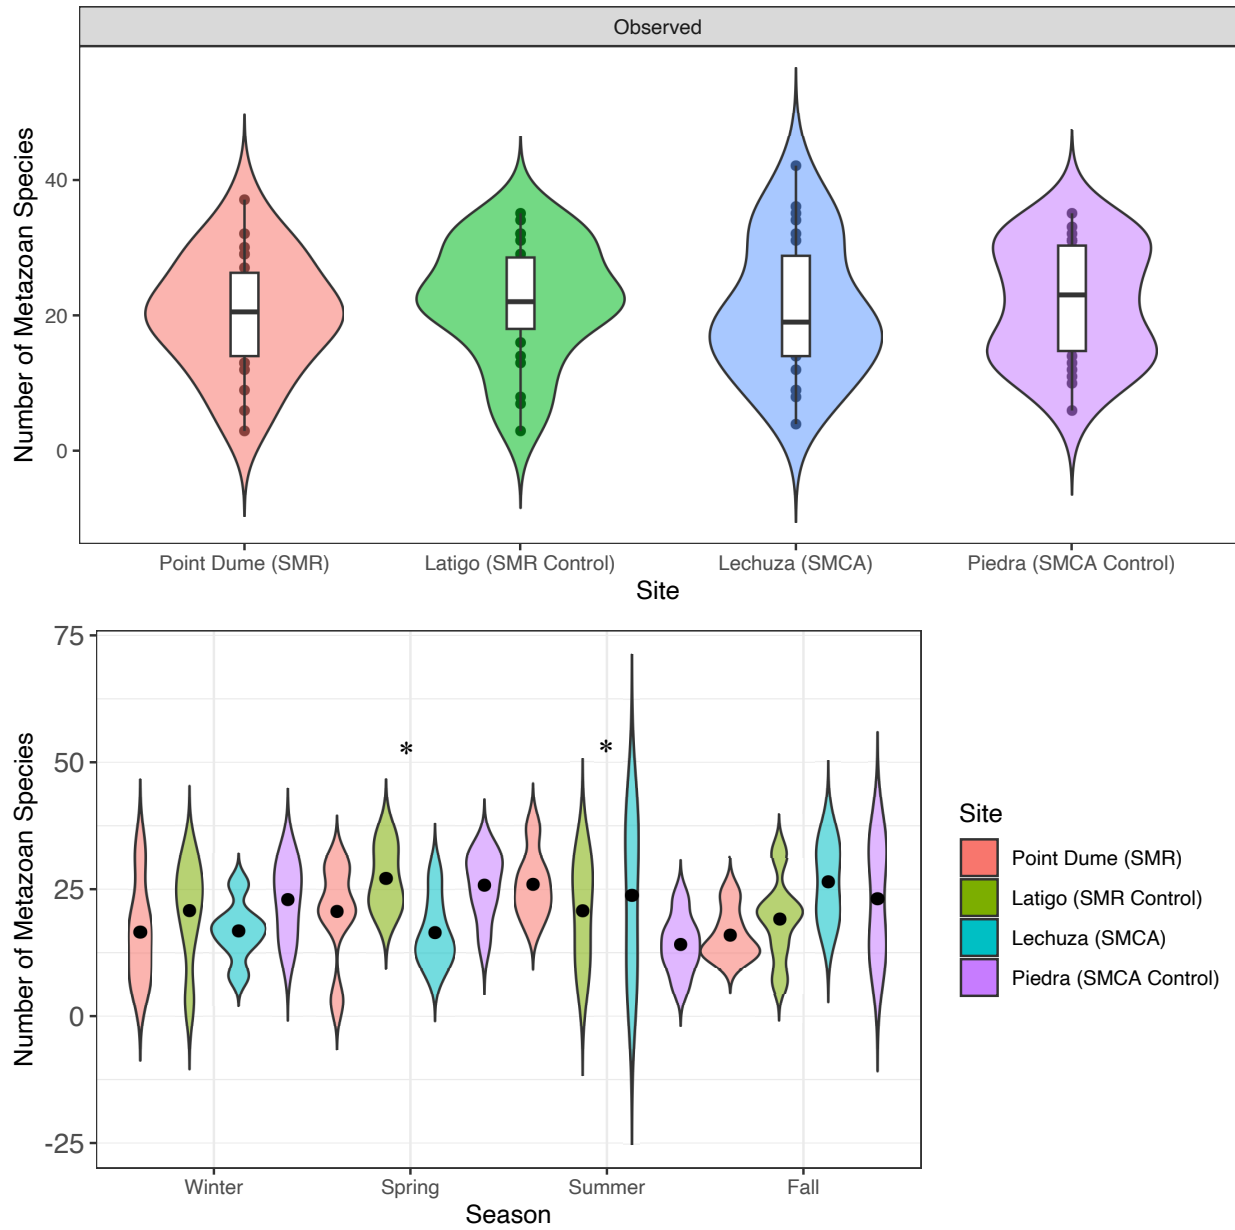 Observed
Number of Metazoan Species
40
20
0
Point Dume (SMR)
Latigo (SMR Control)
Lechuza (SMCA)
Piedra (SMCA Control)
Site
Number of Metazoan Species
75
50
25
0
-25
*
*
Winter
Spring
Summer
Fall
Season
Site
Point Dume (SMR)
Latigo (SMR Control)
Lechuza (SMCA)
Piedra (SMCA Control)